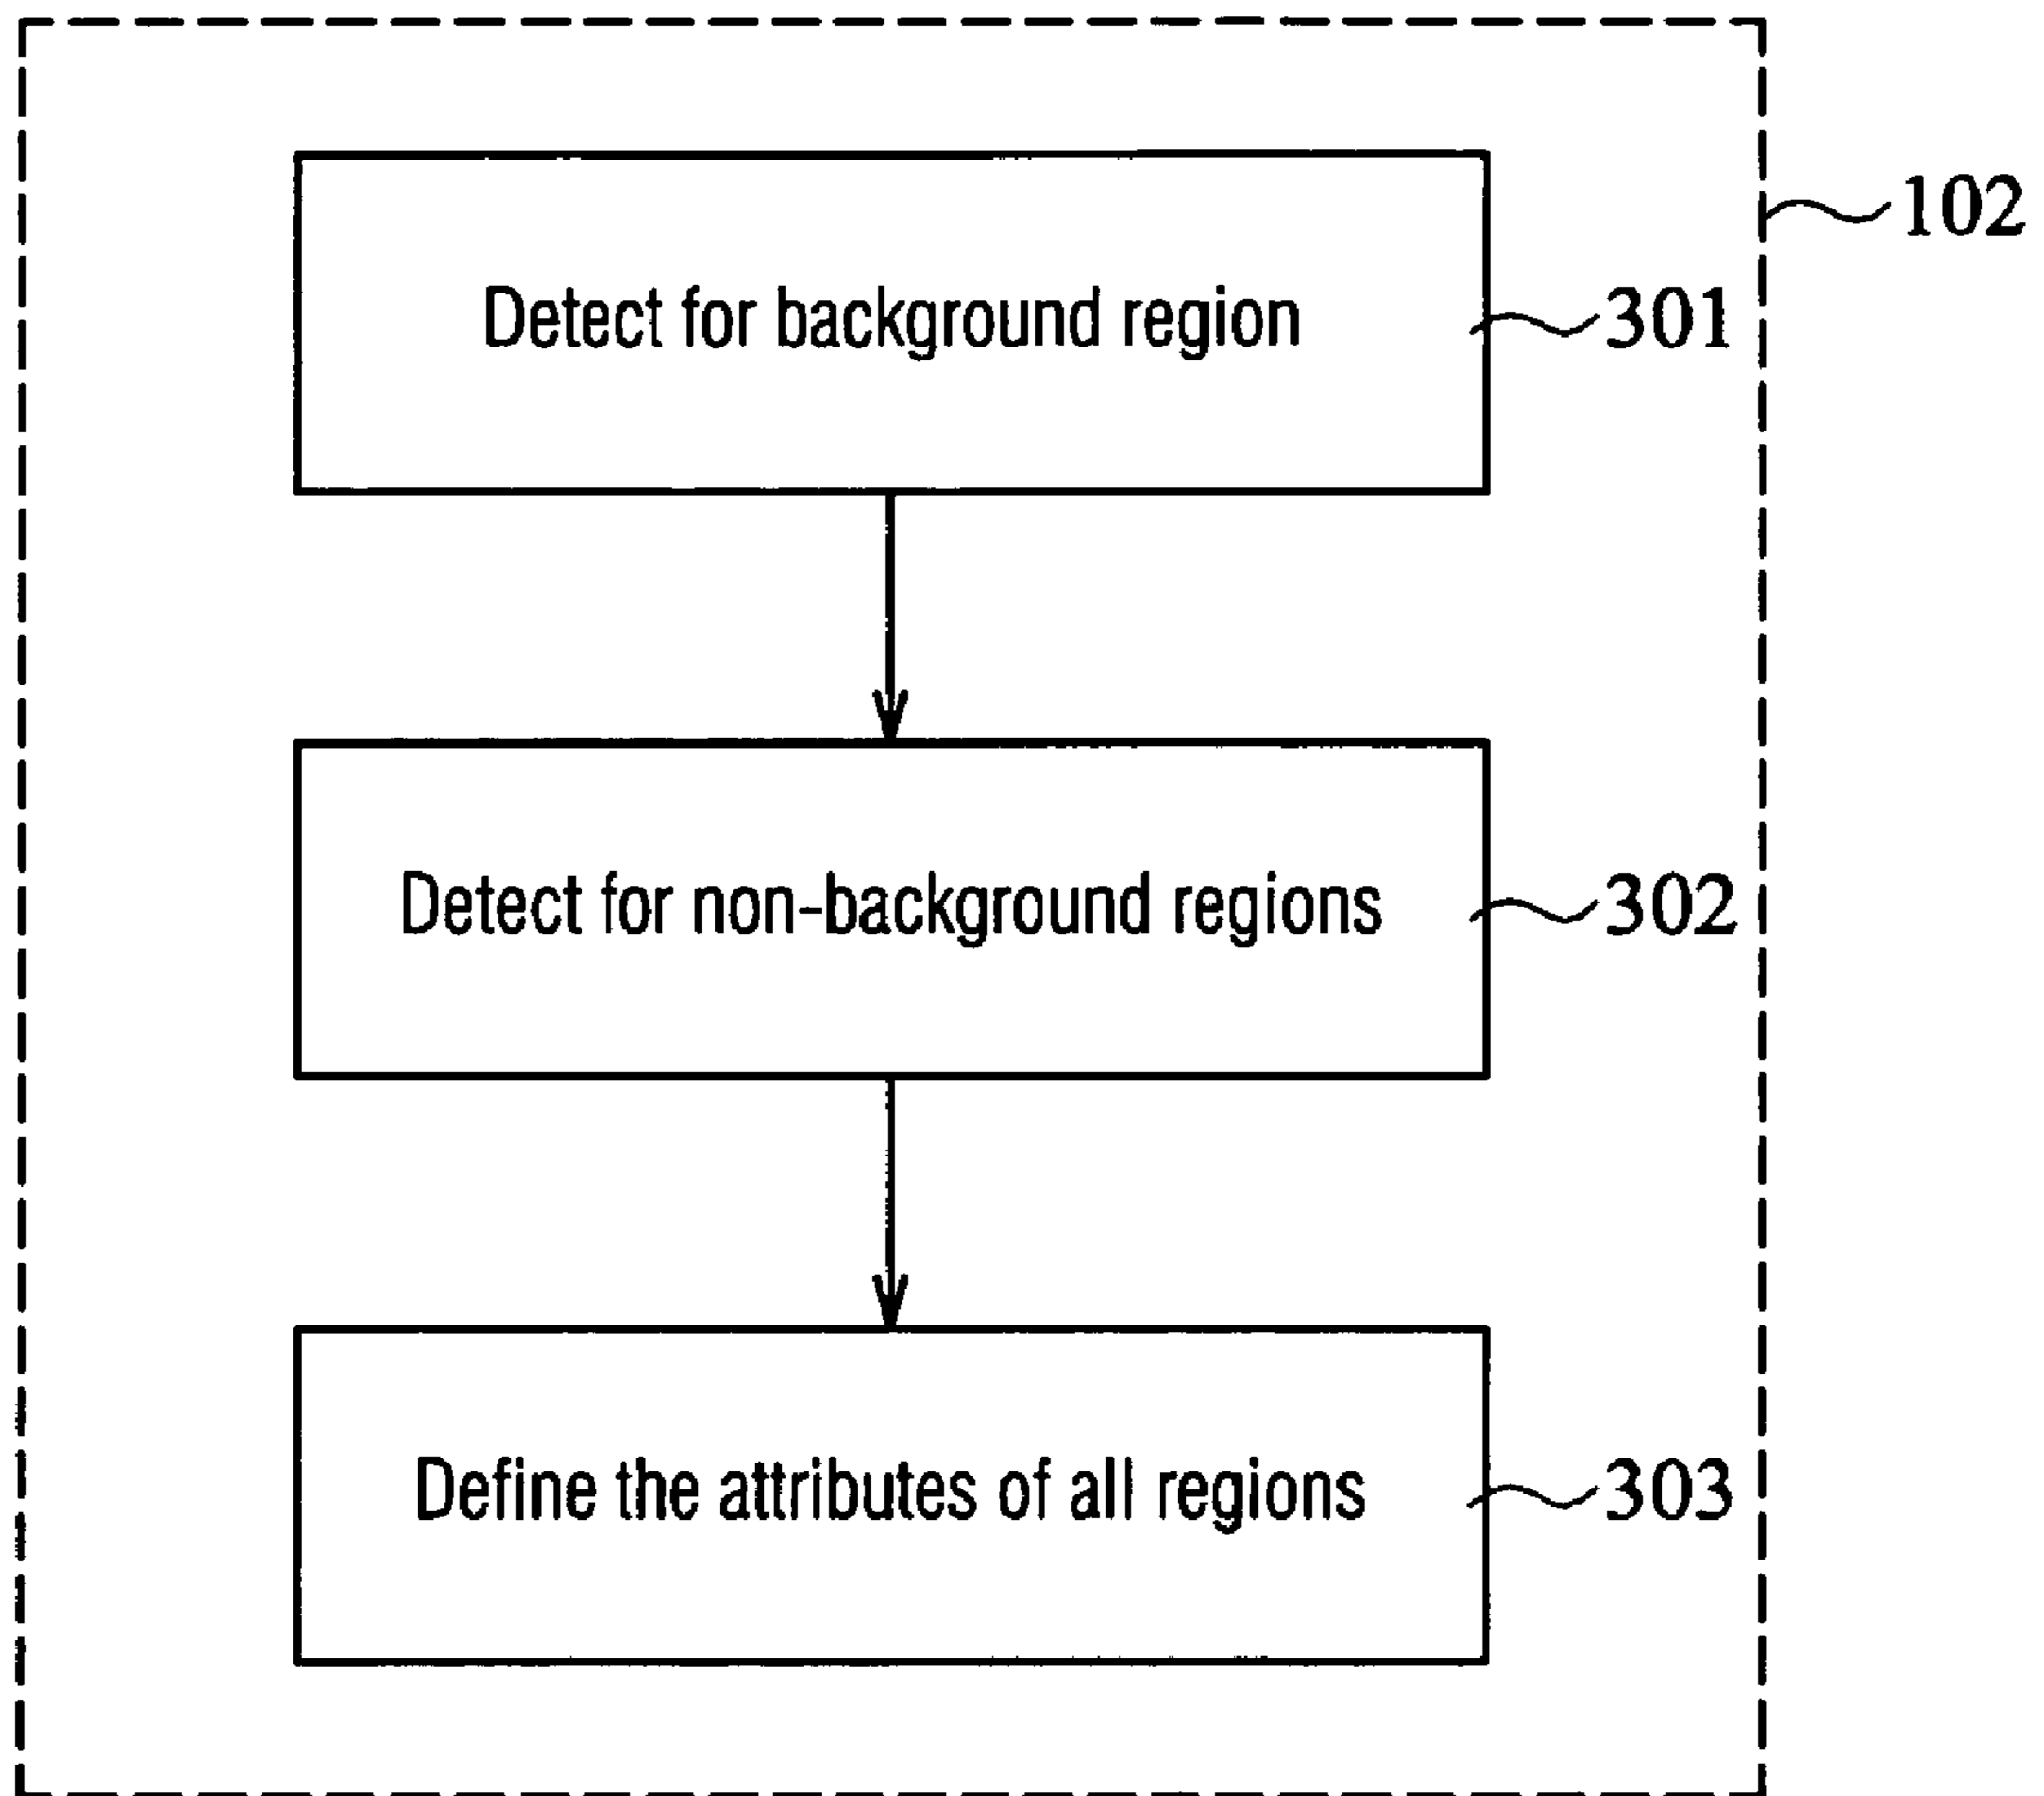 102
Detect for background region
301
Detect for non-background regions
302
Define the attributes of all regions
303